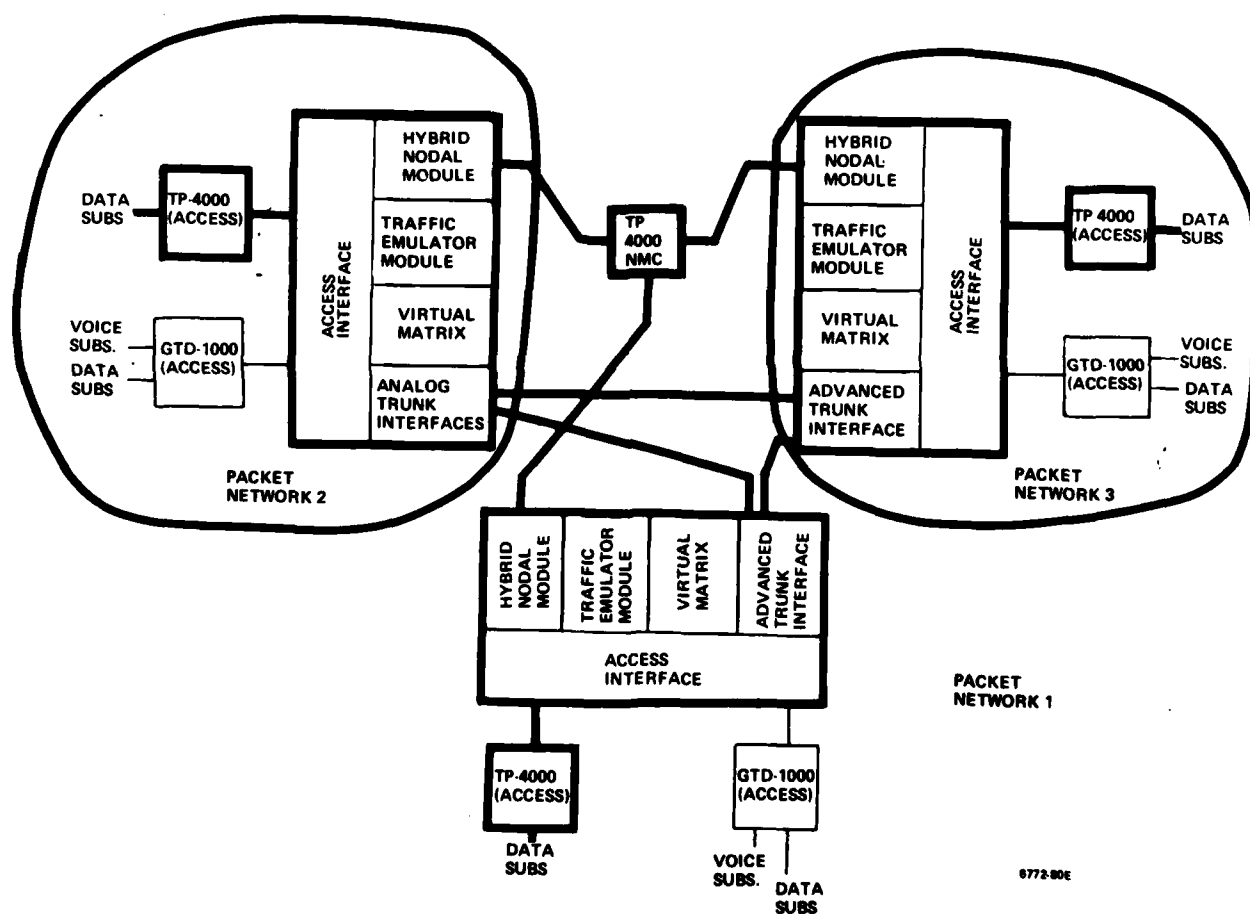 HYBRID
NODAL
MODULE
TP-4000
(ACCESS)
DATA
SUBS
TRAFFIC
EMULATOR
MODULE
ACCESS
INTERFACE
VIRTUAL
MATRIX
VOICE
SUBS.
DATA
SUBS
GTD-1000
(ACCESS)
ANALOG
TRUNK
INTERFACES
PACKET
NETWORK 2
TP
4000
NMC
HYBRID
NODAL
MODULE
TRAFFIC
EMULATOR
MODULE
VIRTUAL
MATRIX
ADVANCED
TRUNK
INTERFACE
ACCESS
INTERFACE
TP 4000
(ACCESS)
DATA
SUBS
GTD-1000
(ACCESS)
VOICE
SUBS.
DATA
SUBS
PACKET
NETWORK 3
HYBRID
NODAL
MODULE
TRAFFIC
EMULATOR
MODULE
VIRTUAL
MATRIX
ADVANCED
TRUNK
INTERFACE
ACCESS
INTERFACE
PACKET
NETWORK 1
TP-4000
(ACCESS)
DATA
SUBS
GTD-1000
(ACCESS)
VOICE
SUBS.
DATA
SUBS
6772-80E